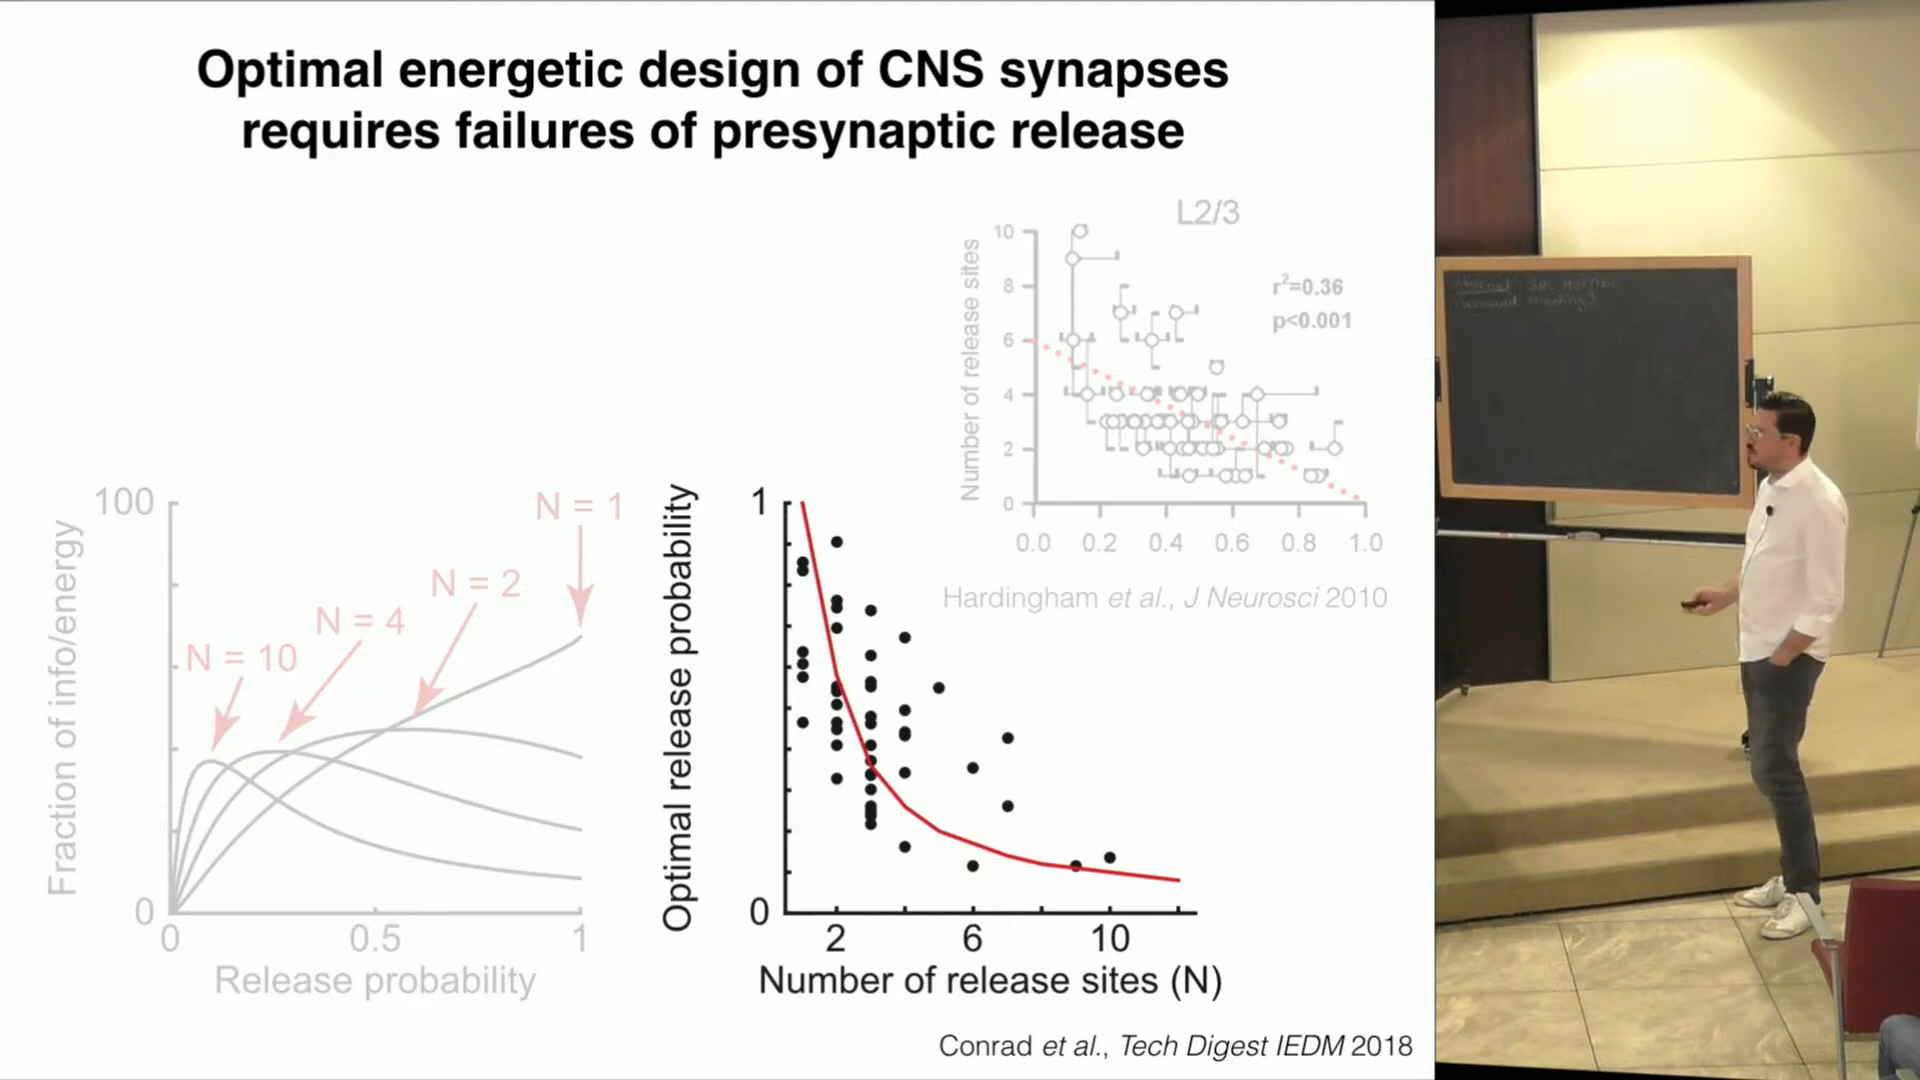 Optimal energetic design of CNS synapses
requires failures of presynaptic release
L2/3
Number of release sites
10
8
6
4
2
0
r²=0.36
p<0.001
0.0 0.2 0.4 0.6 0.8 1.0
Hardingham et al., J Neurosci 2010
Fraction of info/energy
100
0
N = 10
N = 4
N = 2
N = 1
0 0.5 1
Release probability
Optimal release probability
1
0
2 6 10
Number of release sites (N)
Conrad et al., Tech Digest IEDM 2018